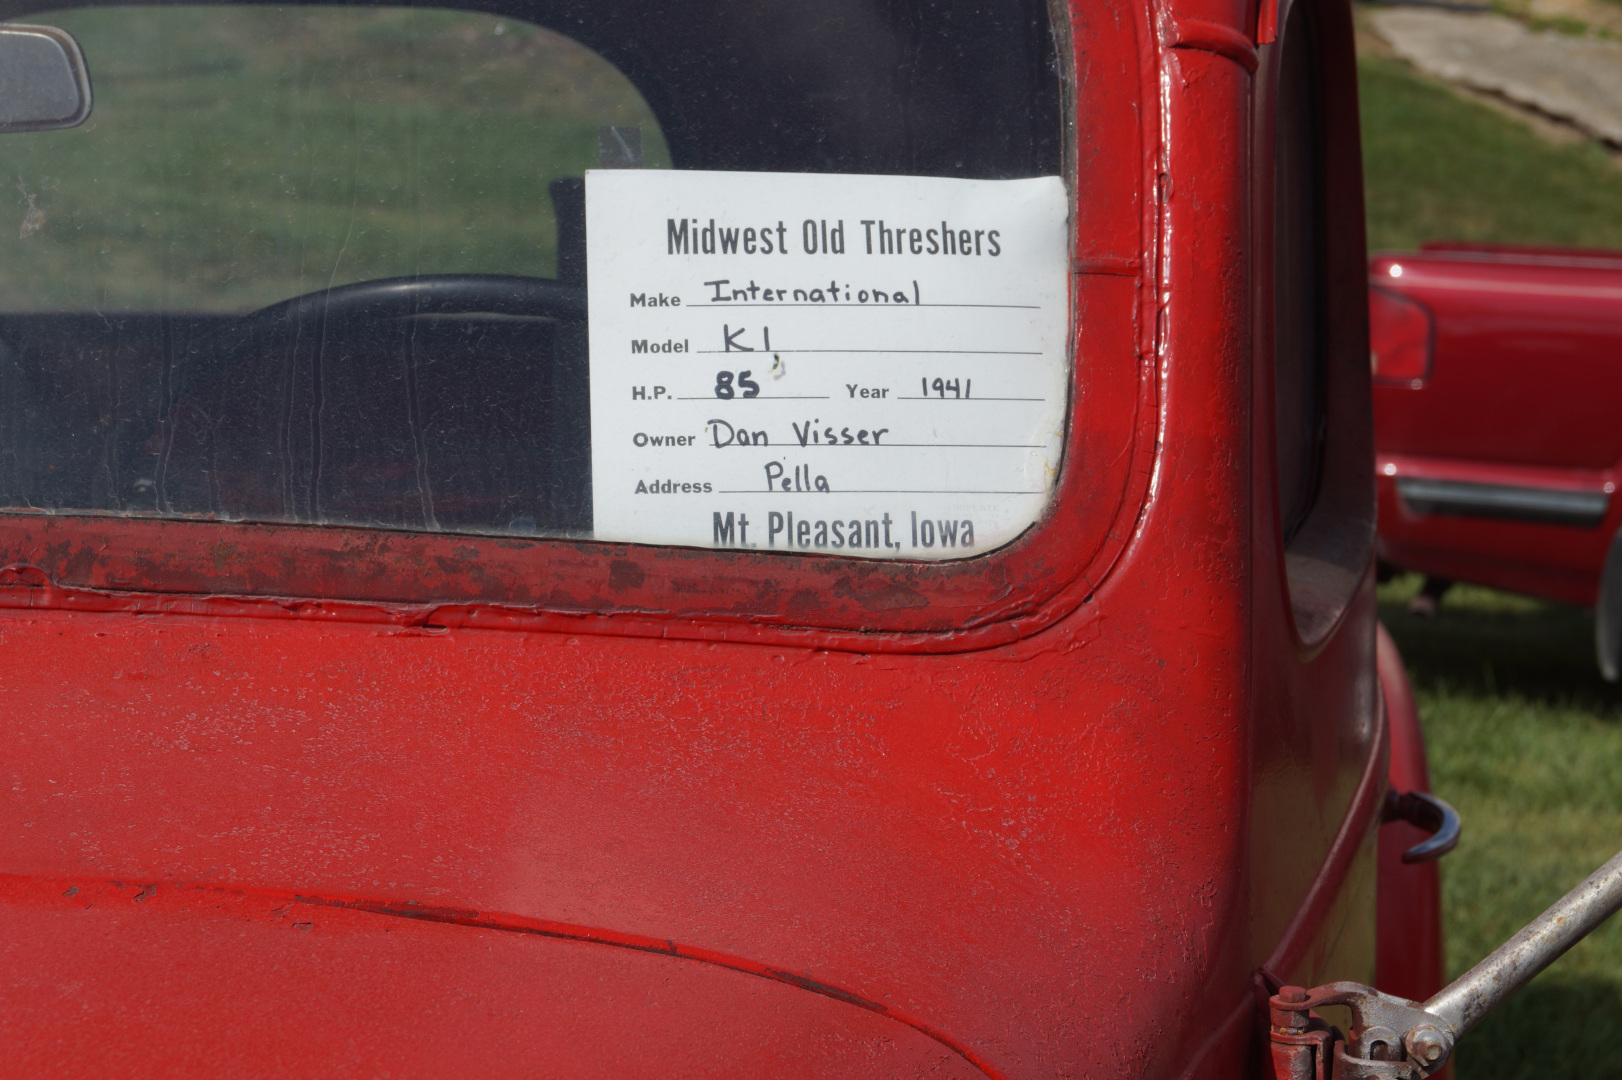 Midwest Old Threshers
Make International
Model K1
H.P. 85 Year 1941
Owner Dan Visser
Address Pella
Mt. Pleasant, Iowa